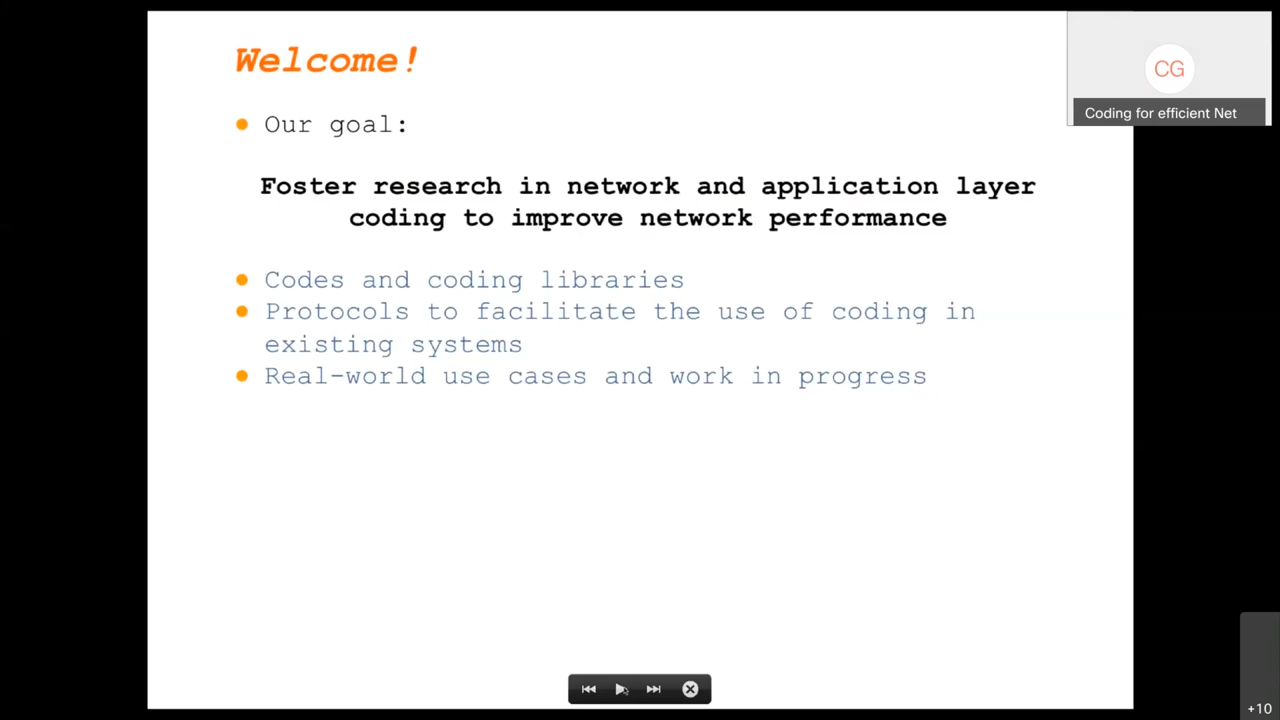 Welcome!
Our goal:
Foster research in network and application layer
coding to improve network performance
Codes and coding libraries
Protocols to facilitate the use of coding in
existing systems
Real-world use cases and work in progress
CG
Coding for efficient Net
+10